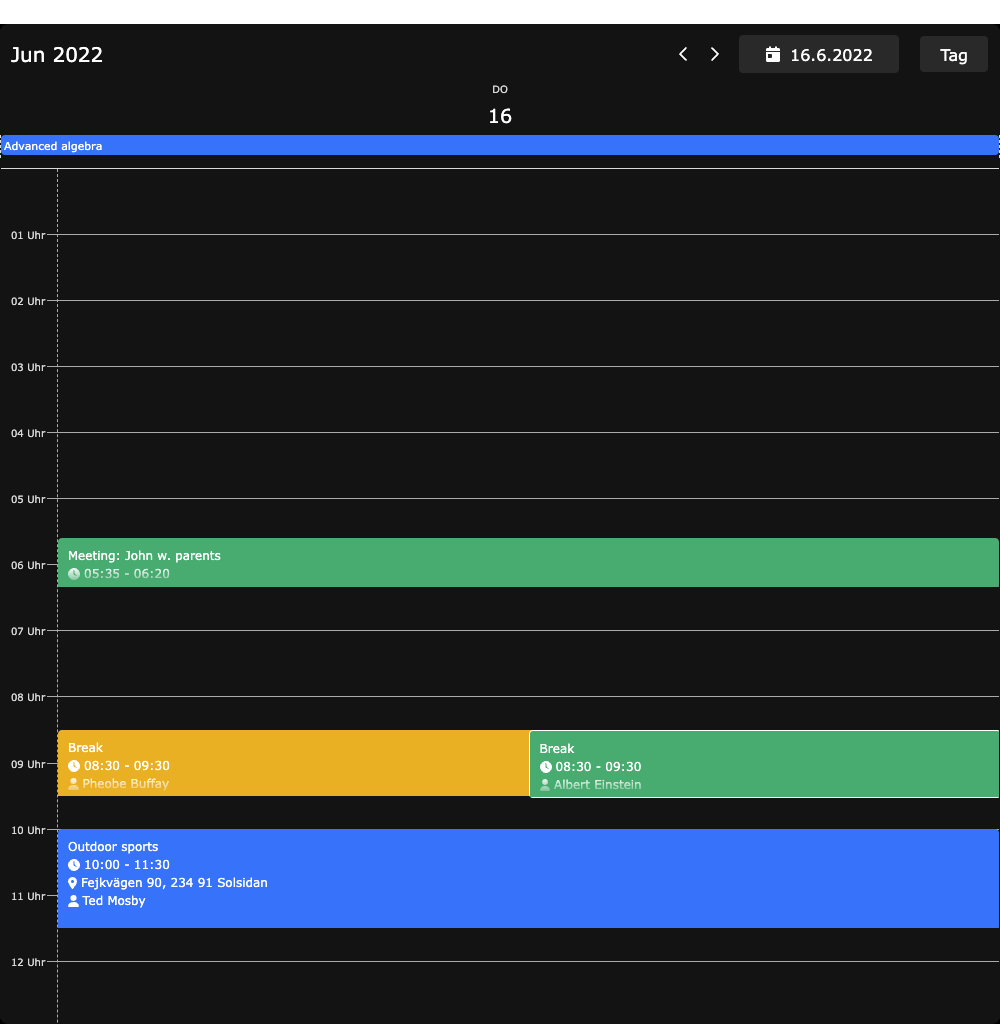 Jun 2022
16.6.2022
Tag
DO
16
Advanced algebra
01 Uhr
02 Uhr
03 Uhr
04 Uhr
05 Uhr
Meeting: John w. parents
06 Uhr
05:35 - 06:20
07 Uhr
08 Uhr
Break
08:30 - 09:30
Pheobe Buffay
Break
08:30 - 09:30
Albert Einstein
09 Uhr
10 Uhr
Outdoor sports
10:00 - 11:30
Fejkvägen 90, 234 91 Solsidan
Ted Mosby
11 Uhr
12 Uhr